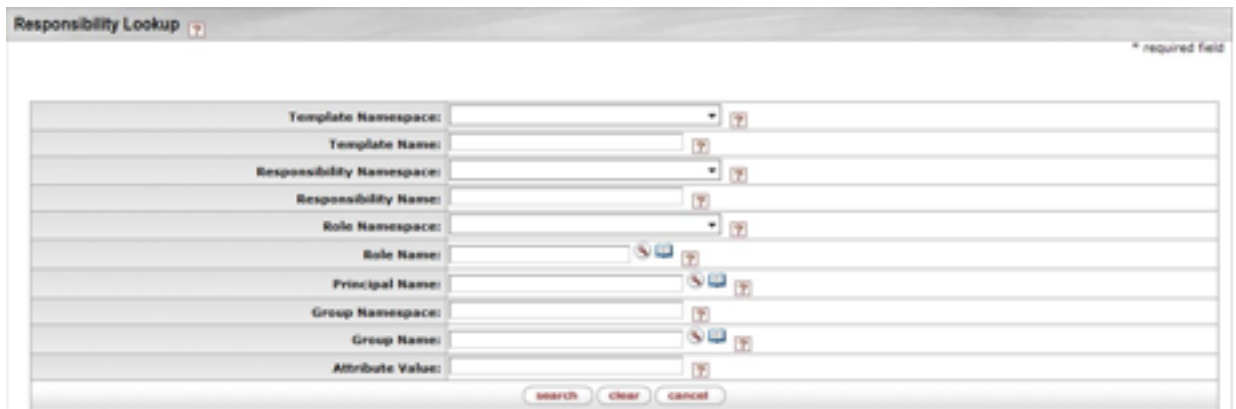 Responsibility Lookup ?
* required field
Template Namespace: ?
Template Name: ?
Responsibility Namespace: ?
Responsibility Name: ?
Role Namespace: ?
Role Name: ?
Principal Name: ?
Group Namespace: ?
Group Name: ?
Attribute Value: ?
search clear cancel